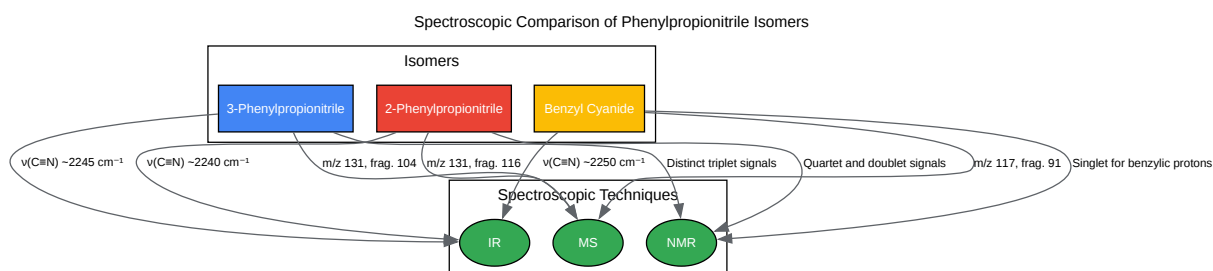 Spectroscopic Comparison of Phenylpropionitrile Isomers
Isomers
3-Phenylpropionitrile
2-Phenylpropionitrile
Benzyl Cyanide
ν(C≡N) ~2245 cm⁻¹
ν(C≡N) ~2240 cm⁻¹
m/z 131, frag. 104
m/z 131, frag. 116
ν(C≡N) ~2250 cm⁻¹
Distinct triplet signals
Quartet and doublet signals
m/z 117, frag. 91
Singlet for benzylic protons
Spectroscopic Techniques
IR
MS
NMR